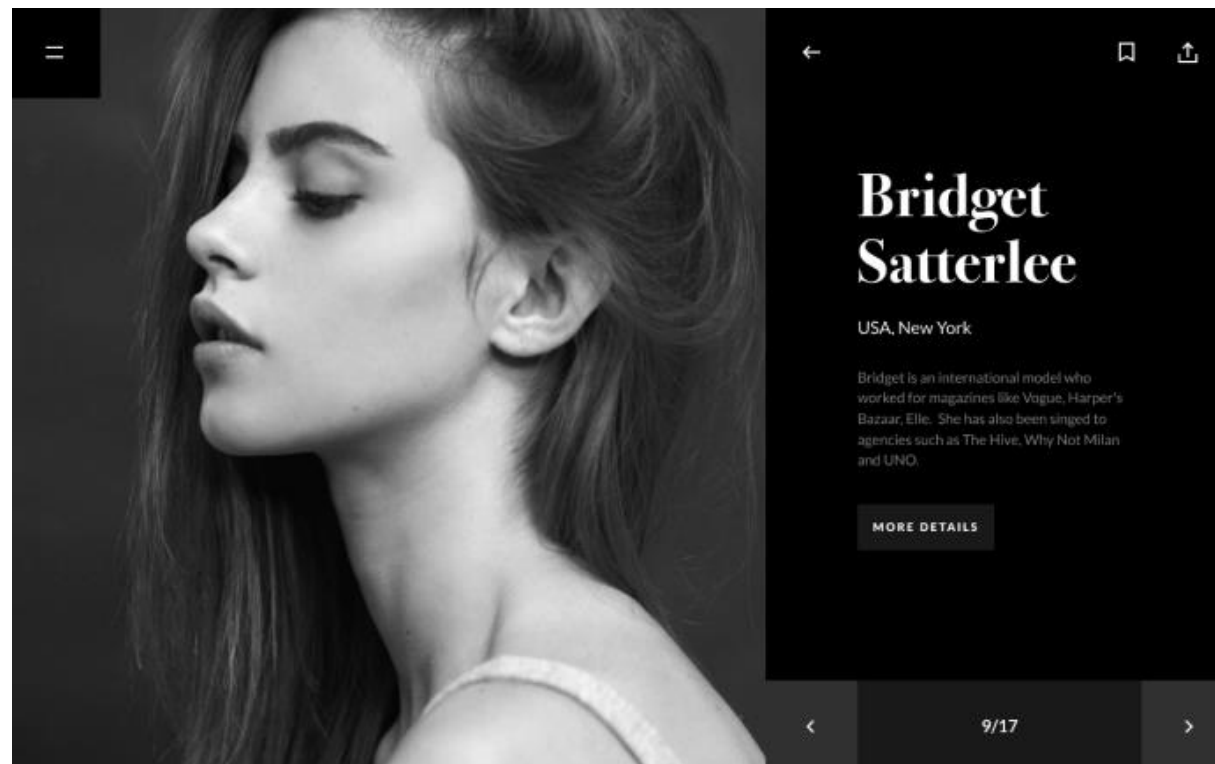 Bridget
Satterlee
USA, New York
Bridget is an international model who
worked for magazines like Vogue, Harper's
Bazaar, Elle.  She has also been singed to
agencies such as The Hive, Why Not Milan
and UNO.
MORE DETAILS
9/17